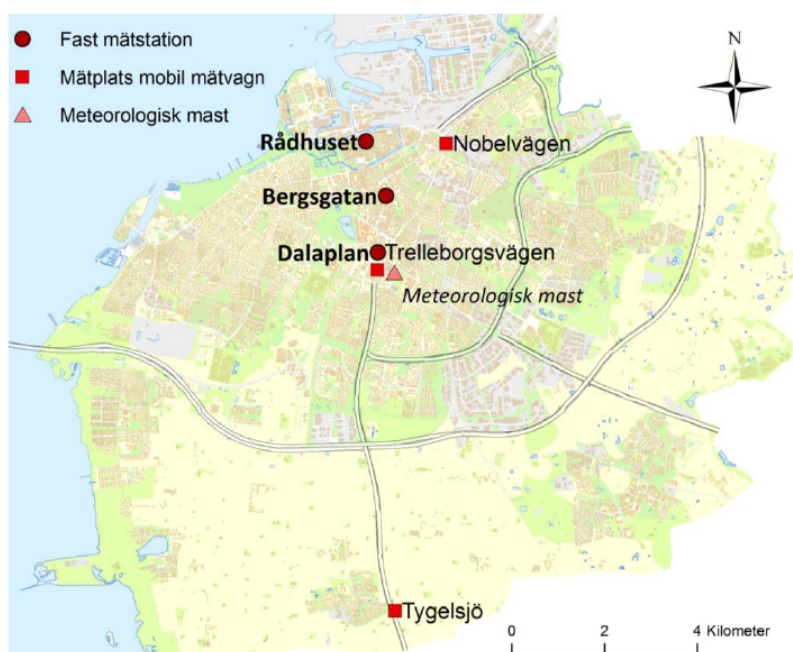 Fast mätstation
Mätplats mobil mätvagn
Meteorologisk mast
N
Rådhuset
Nobelvägen
Bergsgatan
Dalaplan
Trelleborgsvägen
Meteorologisk mast
Tygelsjö
0 2 4 Kilometer